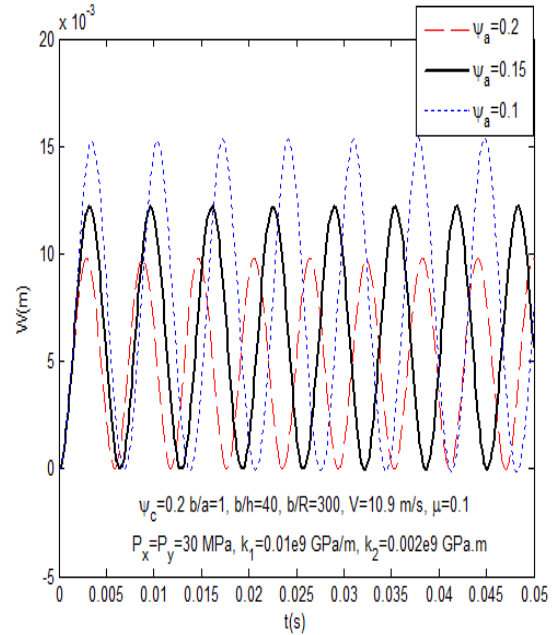 x 10⁻³
20
15
10
5
0
-5
W(m)
ψₐ=0.2
ψₐ=0.15
ψₐ=0.1
ψ_c=0.2 b/a=1, b/h=40, b/R=300, V=10.9 m/s, μ=0.1
Pₓ=P_y=30 MPa, k₁=0.01e9 GPa/m, k₂=0.002e9 GPa.m
0 0.005 0.01 0.015 0.02 0.025 0.03 0.035 0.04 0.045 0.05
t(s)